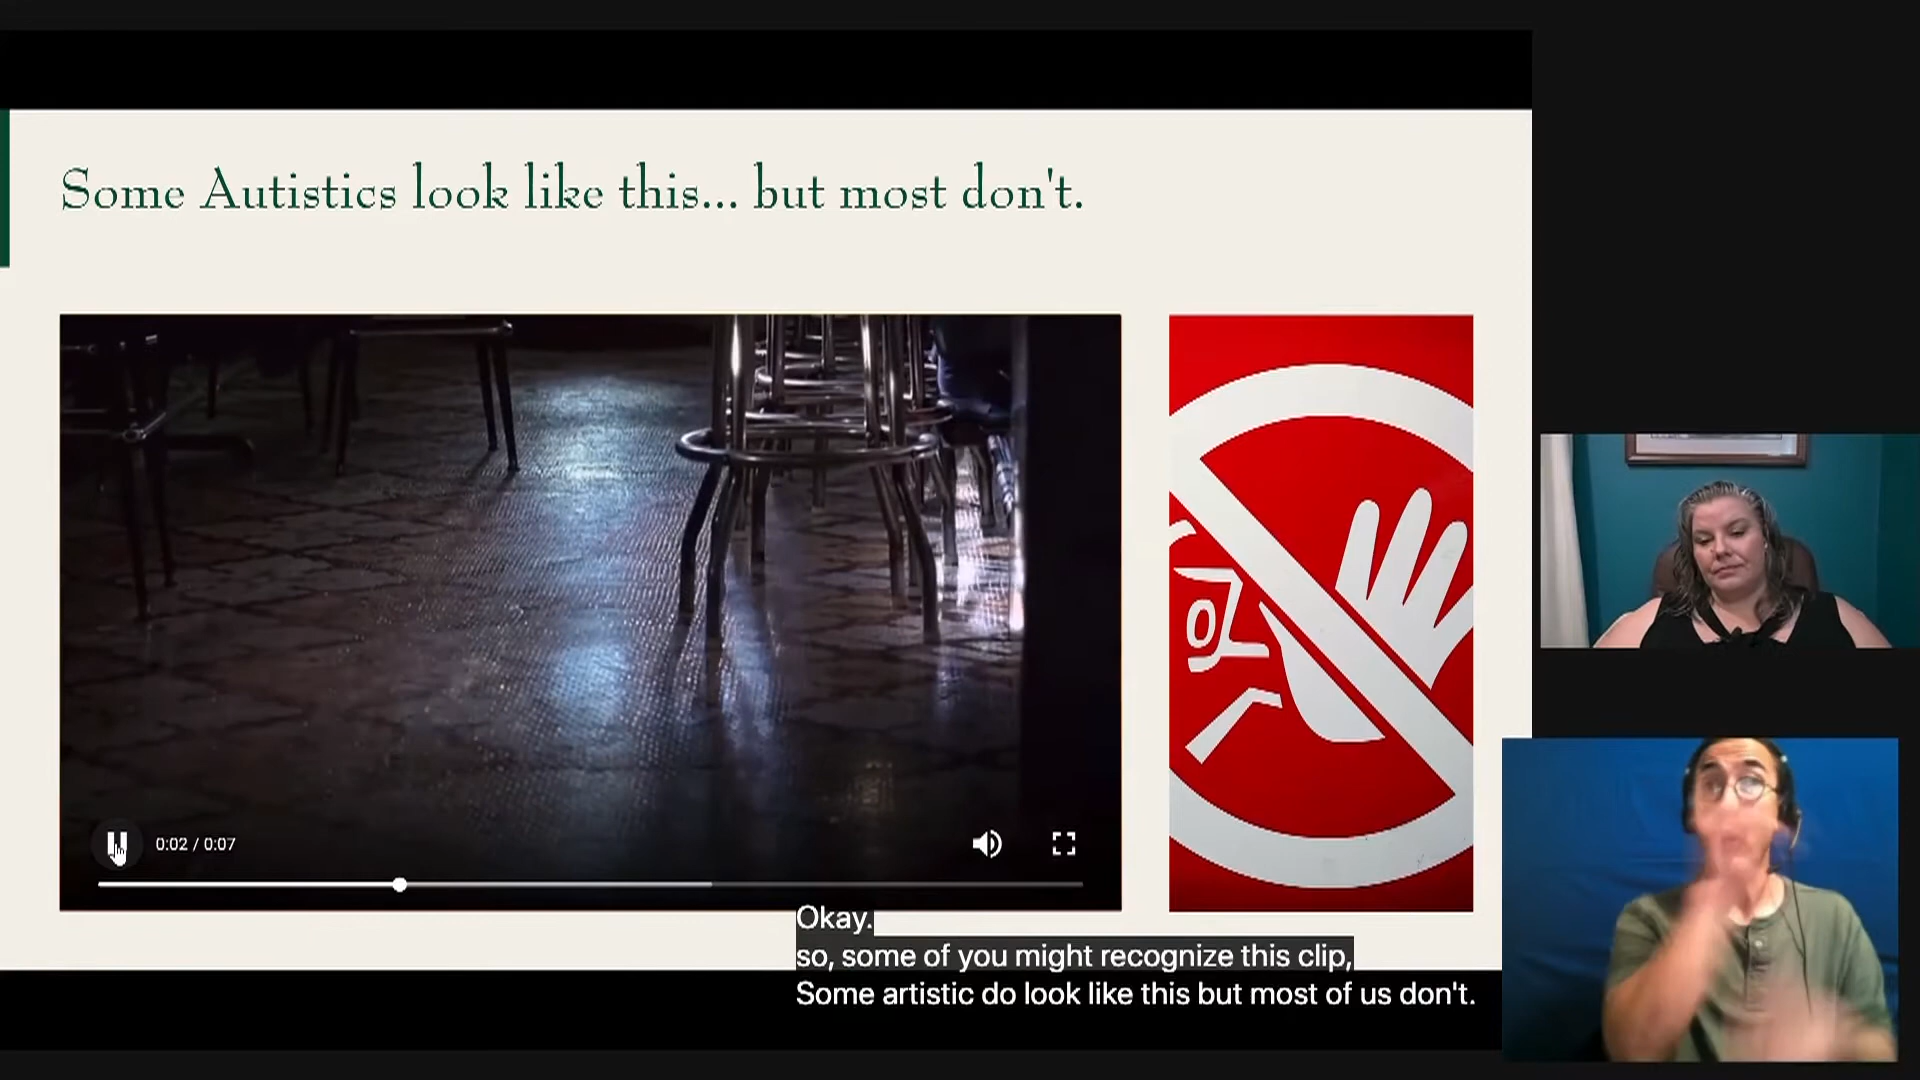 Some Autistics look like this... but most don't.
0:02 / 0:07
Okay.
so, some of you might recognize this clip,
Some artistic do look like this but most of us don't.